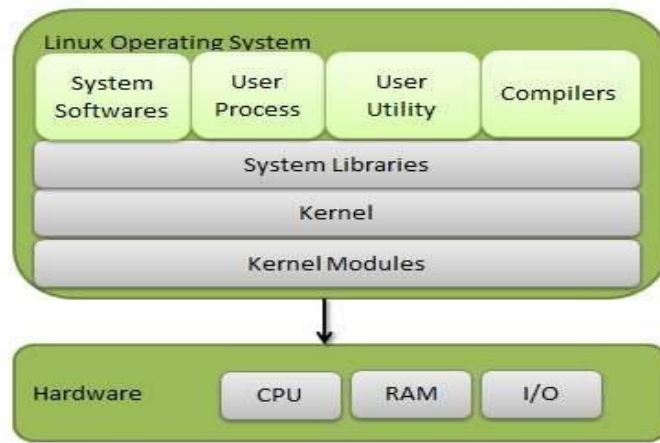 Linux Operating System
System Softwares
User Process
User Utility
Compilers
System Libraries
Kernel
Kernel Modules
Hardware
CPU
RAM
I/O